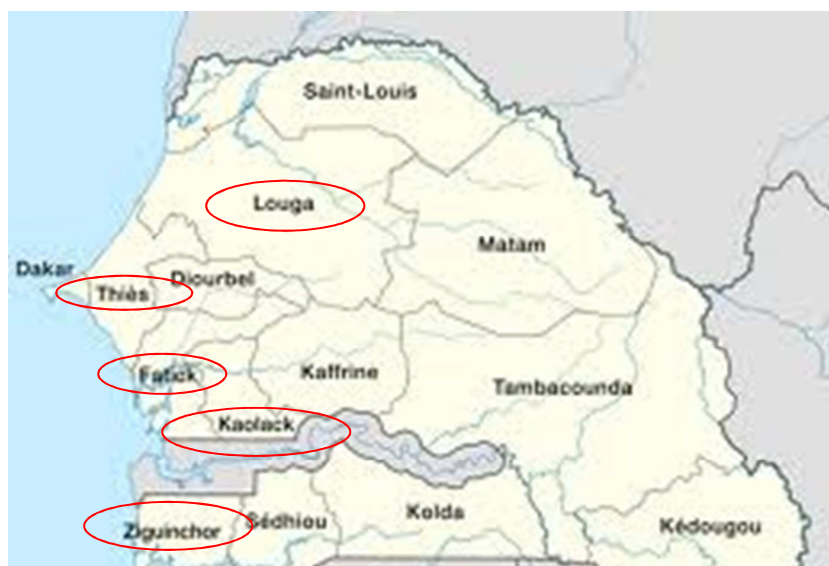 Saint-Louis
Louga
Matam
Dakar
Thiès
Diourbel
Fatick
Kaffrine
Tambacounda
Kaolack
Ziguinchor
Sédhiou
Kolda
Kédougou